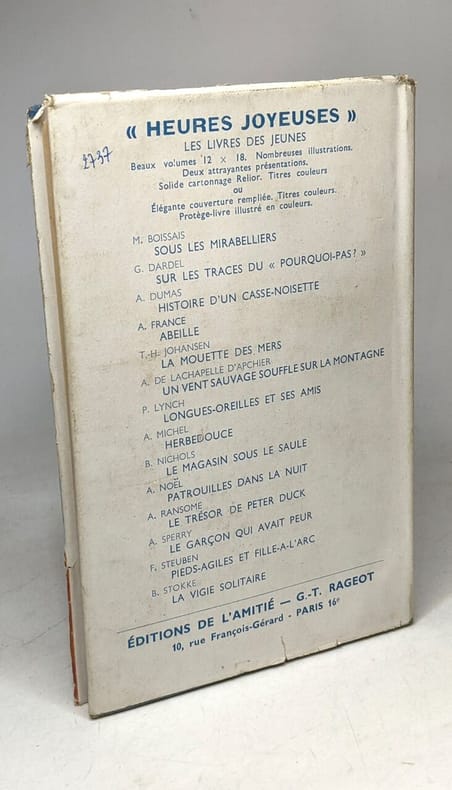 « HEURES JOYEUSES »
2737
LES LIVRES DES JEUNES
Beaux volumes 12 × 18. Nombreuses illustrations.
Deux attrayantes présentations.
Solide cartonnage Relior. Titres couleurs
ou
Élégante couverture rempliée. Titres couleurs.
Protège-livre illustré en couleurs.
M. BOISSAIS
SOUS LES MIRABELLIERS
G. DARDEL
SUR LES TRACES DU « POURQUOI-PAS ? »
A. DUMAS
HISTOIRE D'UN CASSE-NOISETTE
A. FRANCE
ABEILLE
T.-H. JOHANSEN
LA MOUETTE DES MERS
A. DE LACHAPELLE D'APCHIER
UN VENT SAUVAGE SOUFFLE SUR LA MONTAGNE
P. LYNCH
LONGUES-OREILLES ET SES AMIS
A. MICHEL
HERBEDOUCE
B. NICHOLS
LE MAGASIN SOUS LE SAULE
A. NOËL
PATROUILLES DANS LA NUIT
A. RANSOME
LE TRÉSOR DE PETER DUCK
A. SPERRY
LE GARÇON QUI AVAIT PEUR
F. STEUBEN
PIEDS-AGILES ET FILLE-A-L'ARC
B. STOKKE
LA VIGIE SOLITAIRE
ÉDITIONS DE L'AMITIÉ — G.-T. RAGEOT
10, rue François-Gérard - PARIS 16e